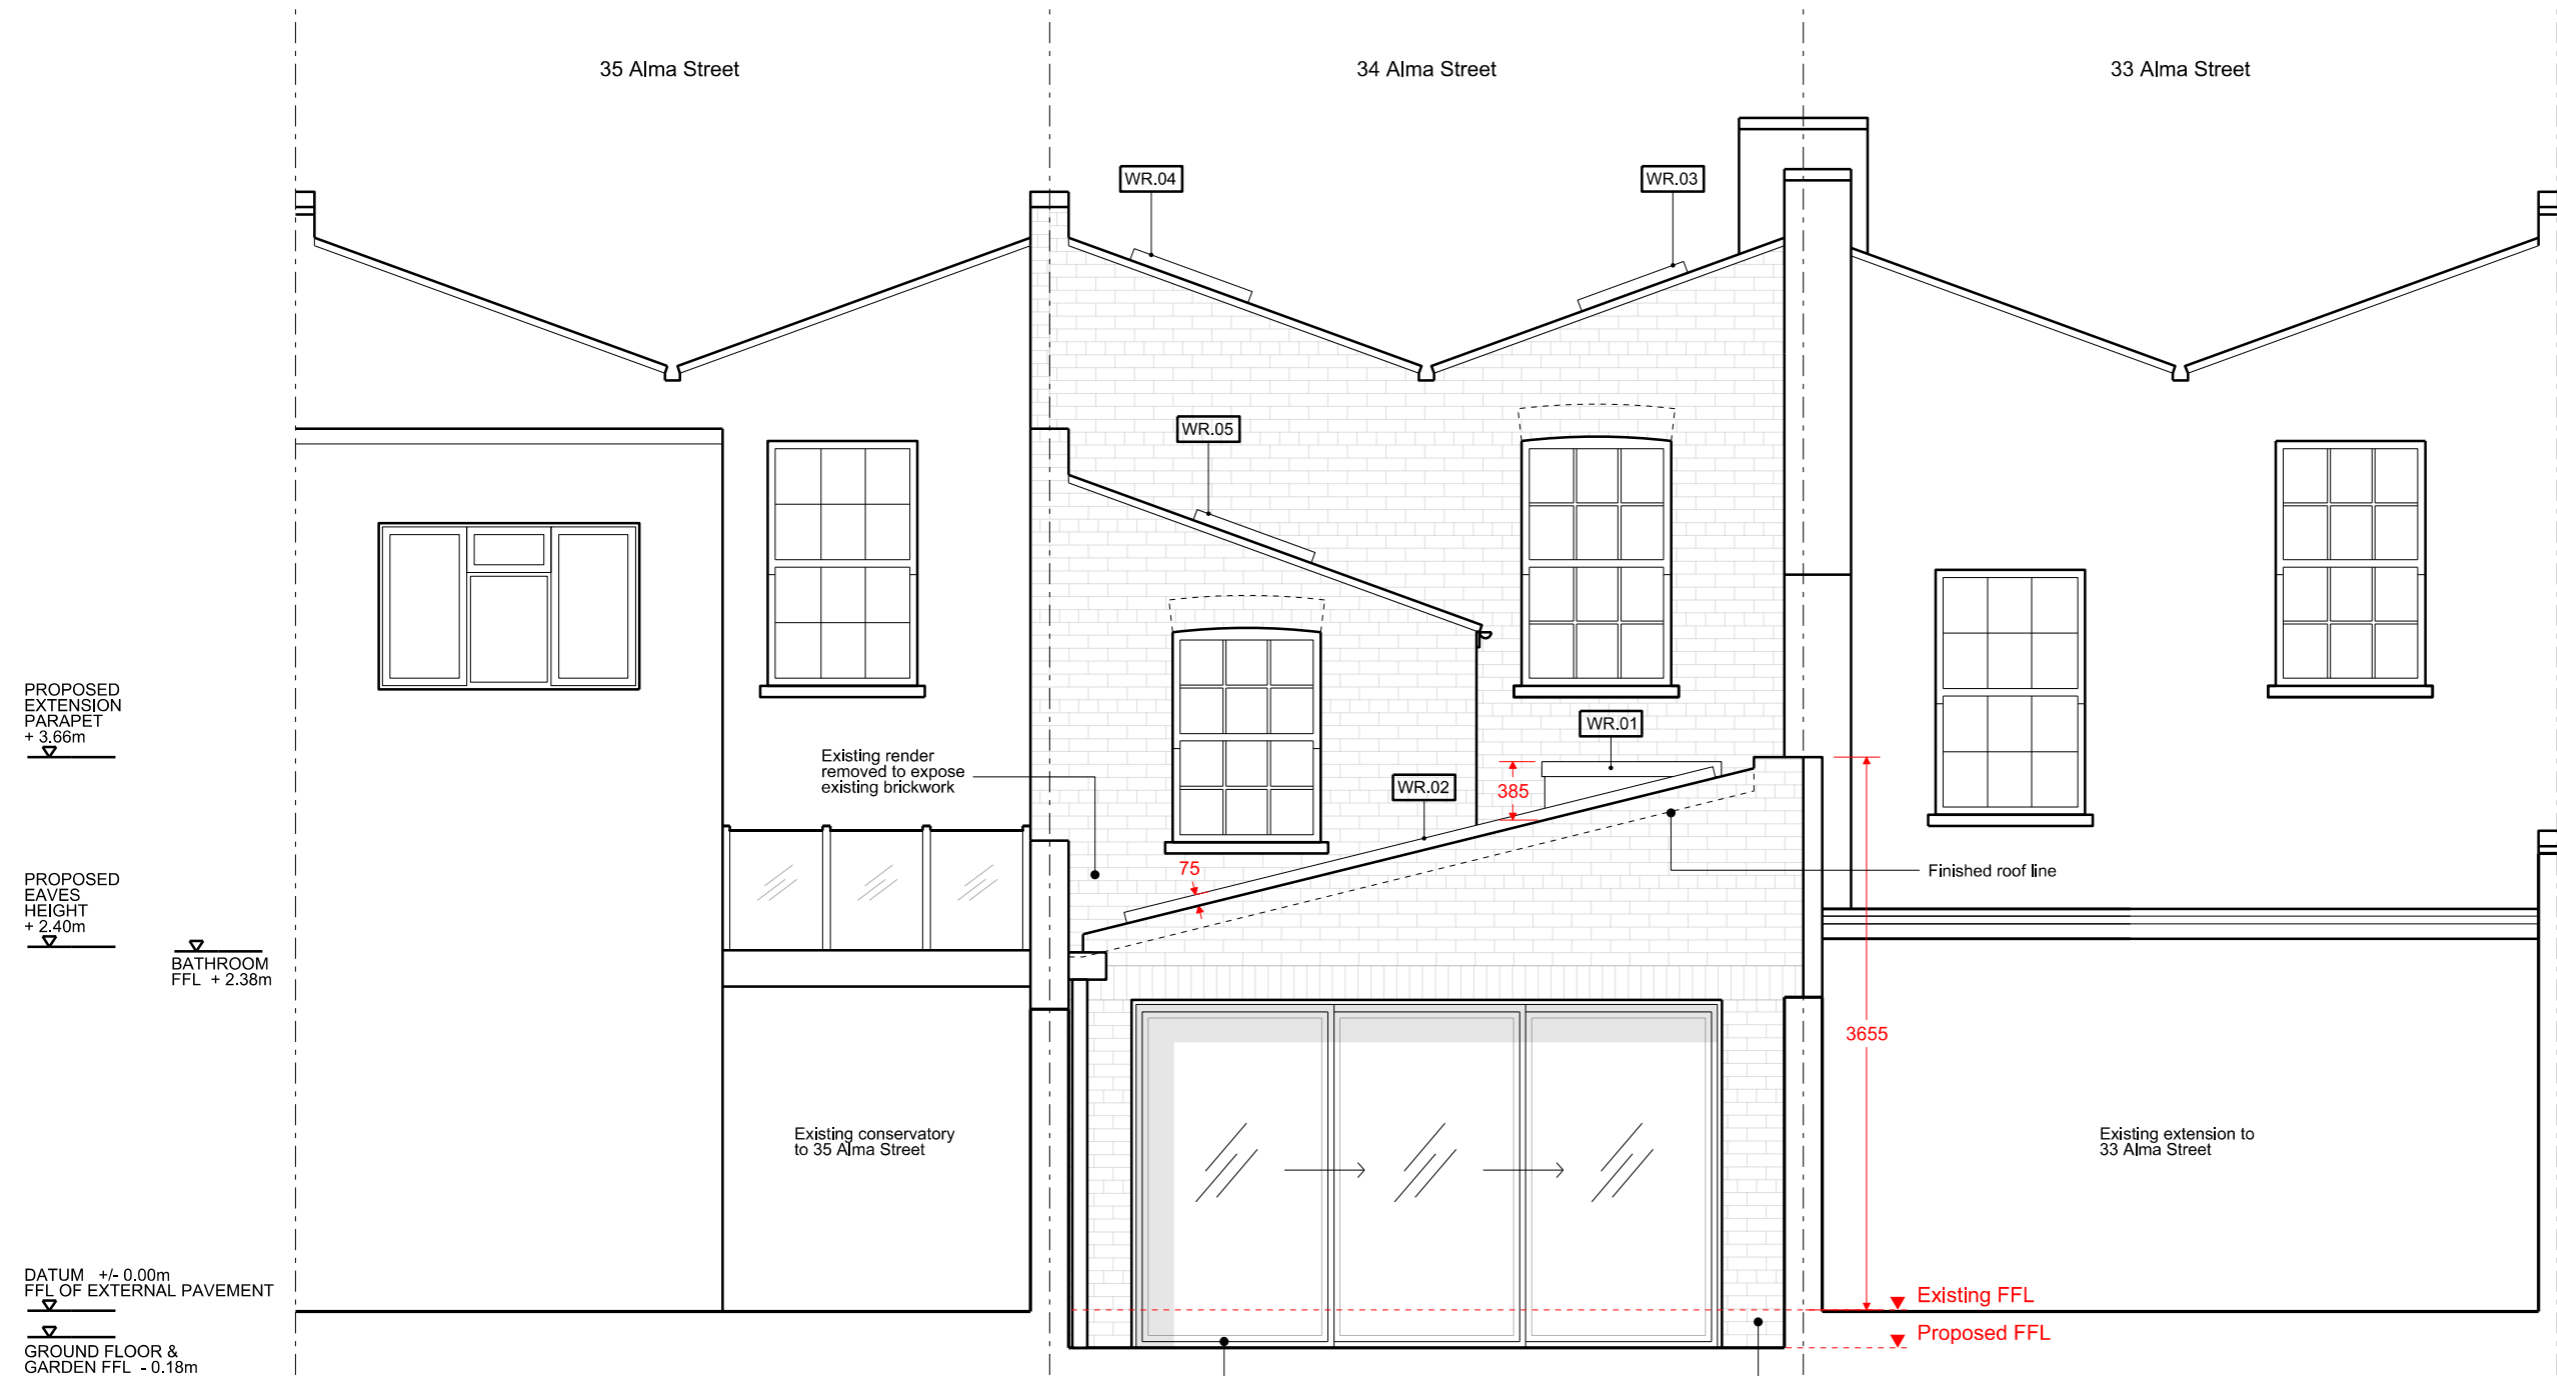 35 Alma Street
34 Alma Street
33 Alma Street
WR.04
WR.03
WR.05
PROPOSED
EXTENSION
PARAPET
+ 3.66m
WR.01
Existing render
removed to expose
existing brickwork
WR.02
385
75
Finished roof line
PROPOSED
EAVES
HEIGHT
+ 2.40m
BATHROOM
FFL + 2.38m
3655
Existing conservatory
to 35 Alma Street
Existing extension to
33 Alma Street
DATUM +/- 0.00m
FFL OF EXTERNAL PAVEMENT
Existing FFL
Proposed FFL
GROUND FLOOR &
GARDEN FFL - 0.18m